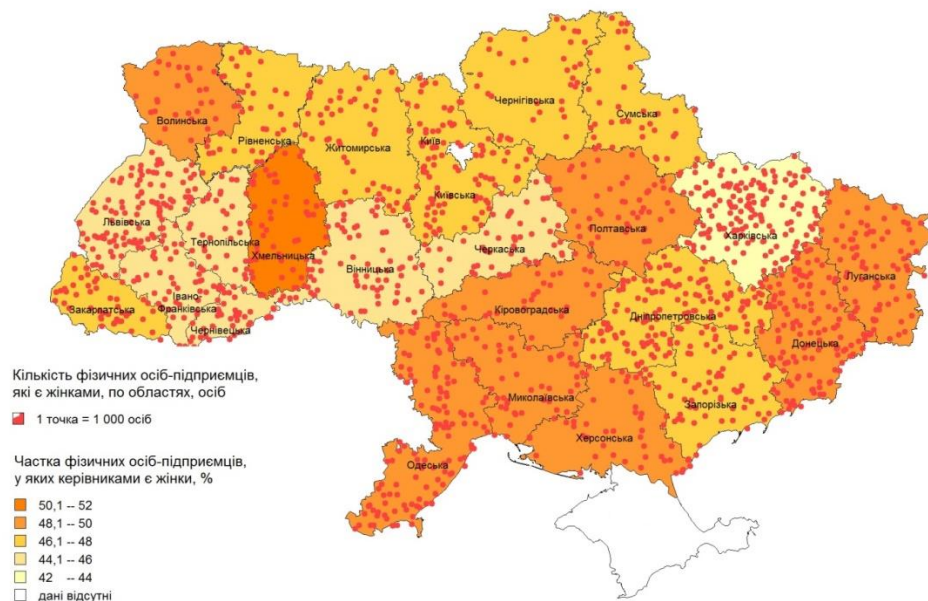 Волинська
Рівненська
Житомирська
Київ
Чернігівська
Сумська
Київська
Львівська
Тернопільська
Хмельницька
Вінницька
Черкаська
Полтавська
Харківська
Луганська
Закарпатська
Івано-
Франківська
Чернівецька
Кіровоградська
Дніпропетровська
Донецька
Миколаївська
Запорізька
Херсонська
Одеська
Кількість фізичних осіб-підприємців,
які є жінками, по областях, осіб
1 точка = 1 000 осіб
Частка фізичних осіб-підприємців,
у яких керівниками є жінки, %
50,1 -- 52
48,1 -- 50
46,1 -- 48
44,1 -- 46
42 -- 44
дані відсутні